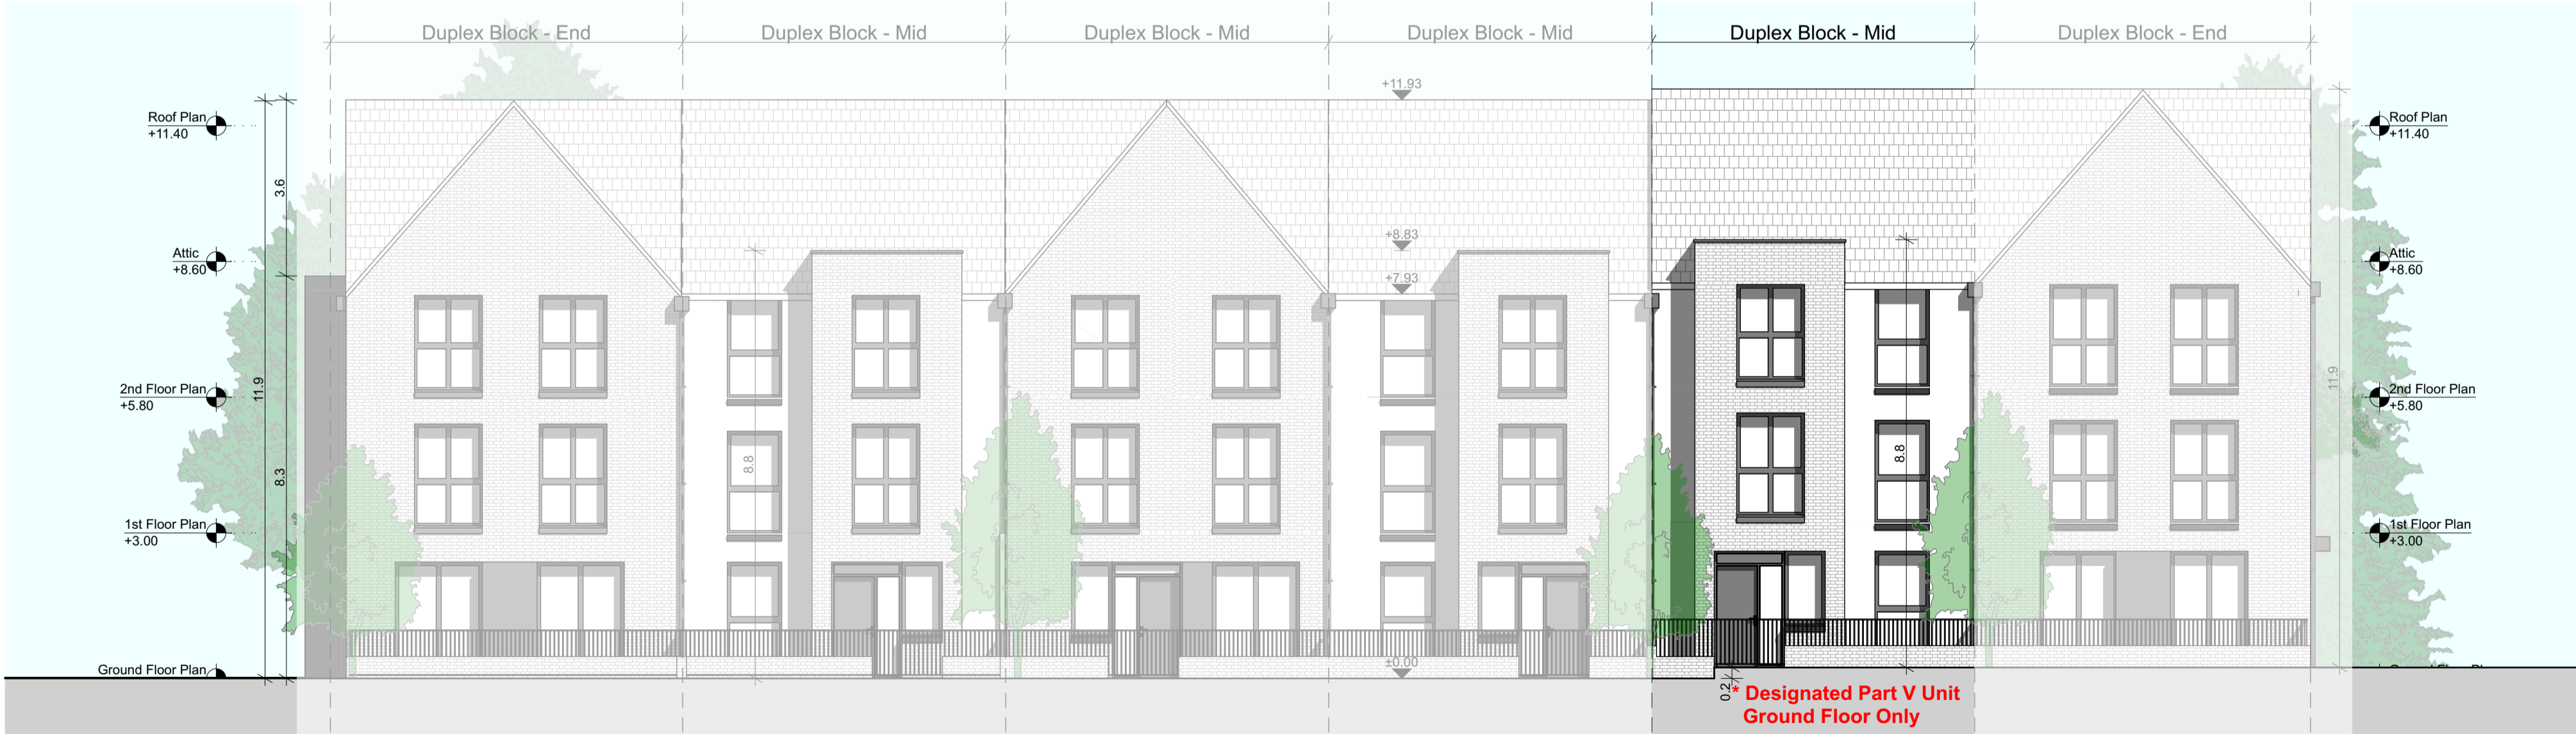 Duplex Block - End
Duplex Block - Mid
Duplex Block - Mid
Duplex Block - Mid
Duplex Block - Mid
Duplex Block - End
+11.93
Roof Plan
+11.40
Roof Plan
+11.40
3.6
+8.83
Attic
+8.60
Attic
+8.60
+7.93
11.9
11.9
2nd Floor Plan
+5.80
2nd Floor Plan
+5.80
8.3
8.8
8.8
1st Floor Plan
+3.00
1st Floor Plan
+3.00
Ground Floor Plan
±0.00
0.2
* Designated Part V Unit
Ground Floor Only